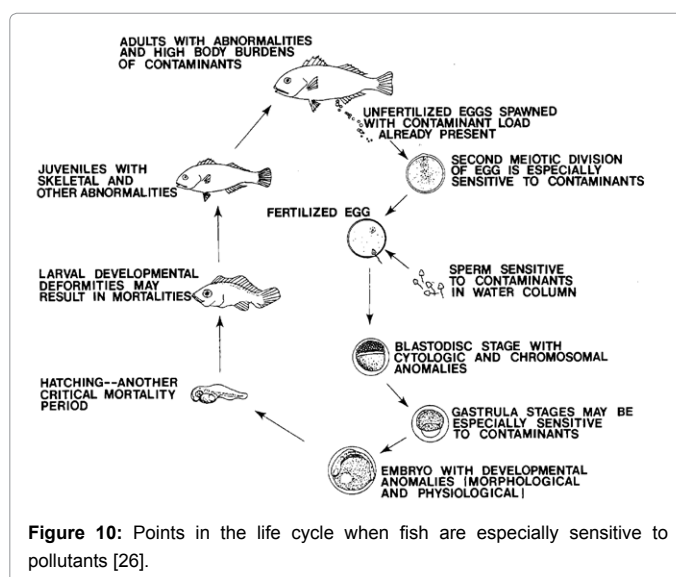 ADULTS WITH ABNORMALITIES
AND HIGH BODY BURDENS
OF CONTAMINANTS
UNFERTILIZED EGGS SPAWNED
WITH CONTAMINANT LOAD
ALREADY PRESENT
SECOND MEIOTIC DIVISION
OF EGG IS ESPECIALLY
SENSITIVE TO CONTAMINANTS
FERTILIZED EGG
SPERM SENSITIVE
TO CONTAMINANTS
IN WATER COLUMN
BLASTODISC STAGE WITH
CYTOLOGIC AND CHROMOSOMAL
ANOMALIES
GASTRULA STAGES MAY BE
ESPECIALLY SENSITIVE
TO CONTAMINANTS
EMBRYO WITH DEVELOPMENTAL
ANOMALIES [MORPHOLOGICAL
AND PHYSIOLOGICAL]
HATCHING--ANOTHER
CRITICAL MORTALITY
PERIOD
LARVAL DEVELOPMENTAL
DEFORMITIES MAY
RESULT IN MORTALITIES
JUVENILES WITH
SKELETAL AND
OTHER ABNORMALITIES
Figure 10: Points in the life cycle when fish are especially sensitive to
pollutants [26].